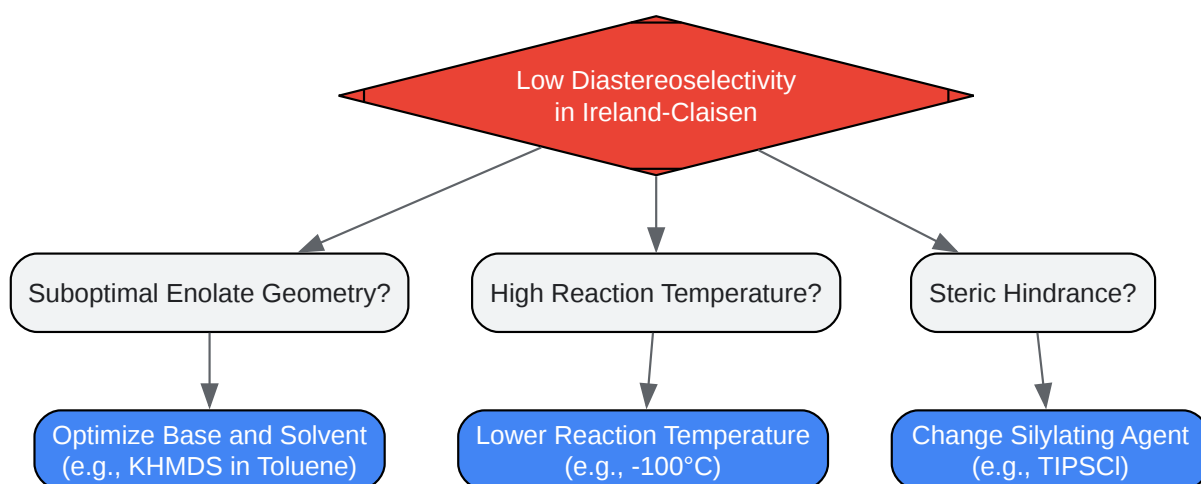 Low Diastereoselectivity
in Ireland-Claisen
Suboptimal Enolate Geometry?
High Reaction Temperature?
Steric Hindrance?
Optimize Base and Solvent
(e.g., KHMDS in Toluene)
Lower Reaction Temperature
(e.g., -100°C)
Change Silylating Agent
(e.g., TIPSCl)